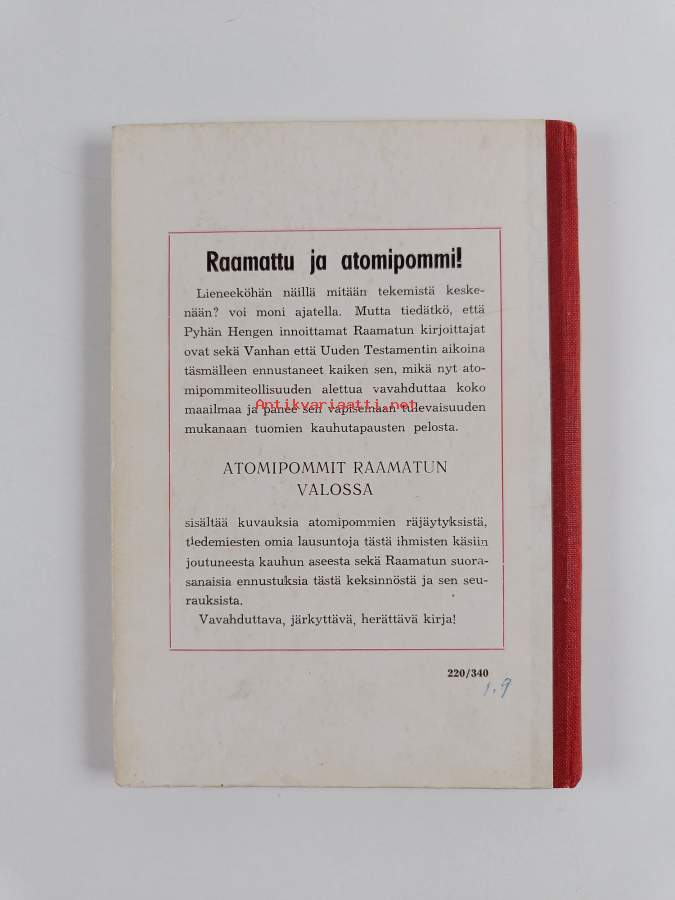 Raamattu ja atomipommi!
Lieneeköhän näillä mitään tekemistä keske-
nään? voi moni ajatella. Mutta tiedätkö, että
Pyhän Hengen innoittamat Raamatun kirjoittajat
ovat sekä Vanhan että Uuden Testamentin aikoina
täsmälleen ennustaneet kaiken sen, mikä nyt ato-
mipommiteollisuuden alettua vavahduttaa koko
maailmaa ja panee sen vapisemaan tulevaisuuden
Antikvariaatti.net
mukanaan tuomien kauhutapausten pelosta.
ATOMIPOMMIT RAAMATUN
VALOSSA
sisältää kuvauksia atomipommien räjäytyksistä,
tiedemiesten omia lausuntoja tästä ihmisten käsiin
joutuneesta kauhun aseesta sekä Raamatun suora-
sanaisia ennustuksia tästä keksinnöstä ja sen seu-
rauksista.
Vavahduttava, järkyttävä, herättävä kirja!
220/340
1.9